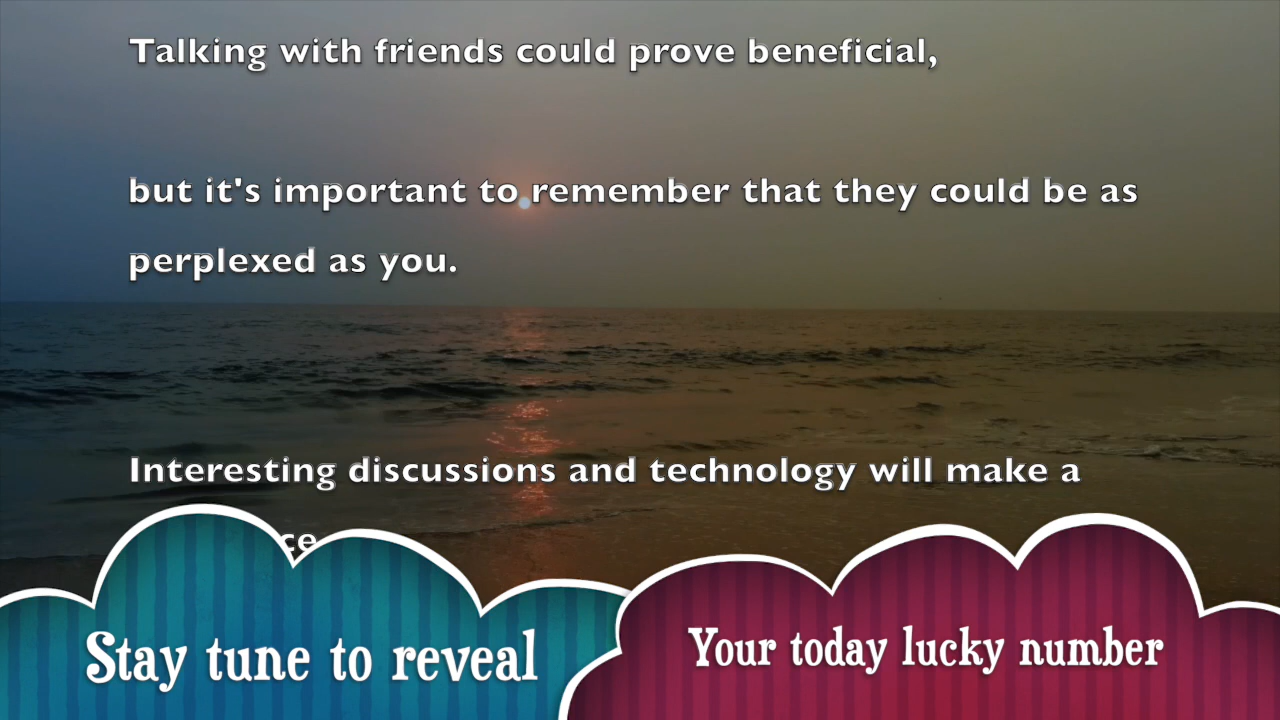 Talking with friends could prove beneficial,
but it's important to remember that they could be as
perplexed as you.
Interesting discussions and technology will make a
Stay tune to reveal
Your today lucky number